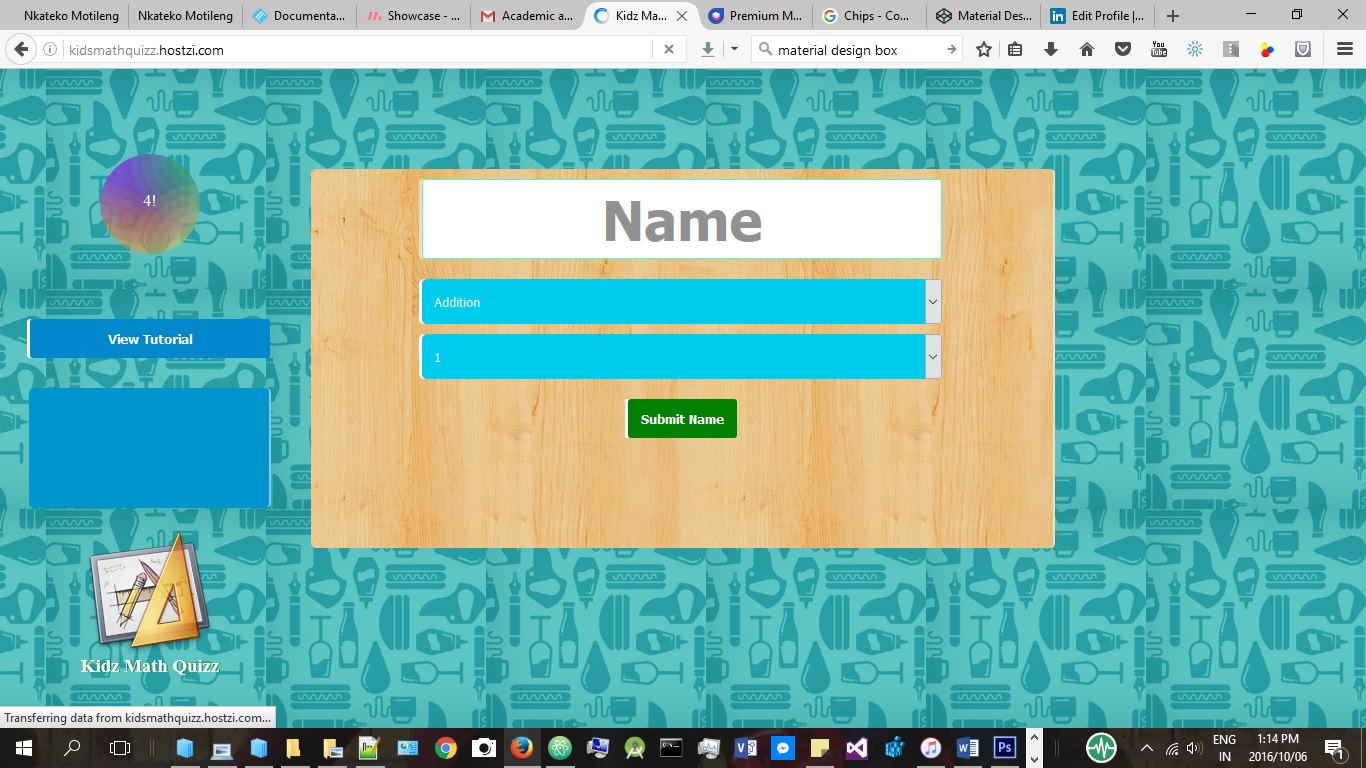 Nkateko Motileng
Nkateko Motileng
Documenta...
Showcase - ...
Academic a...
Kidz Ma...
Premium M...
Chips - Co...
Material Des...
Edit Profile |...
kidsmathquizz.hostzi.com
material design box
4!
Name
Addition
View Tutorial
1
Submit Name
Kidz Math Quizz
Transferring data from kidsmathquizz.hostzi.com...
ENG
IN
1:14 PM
2016/10/06